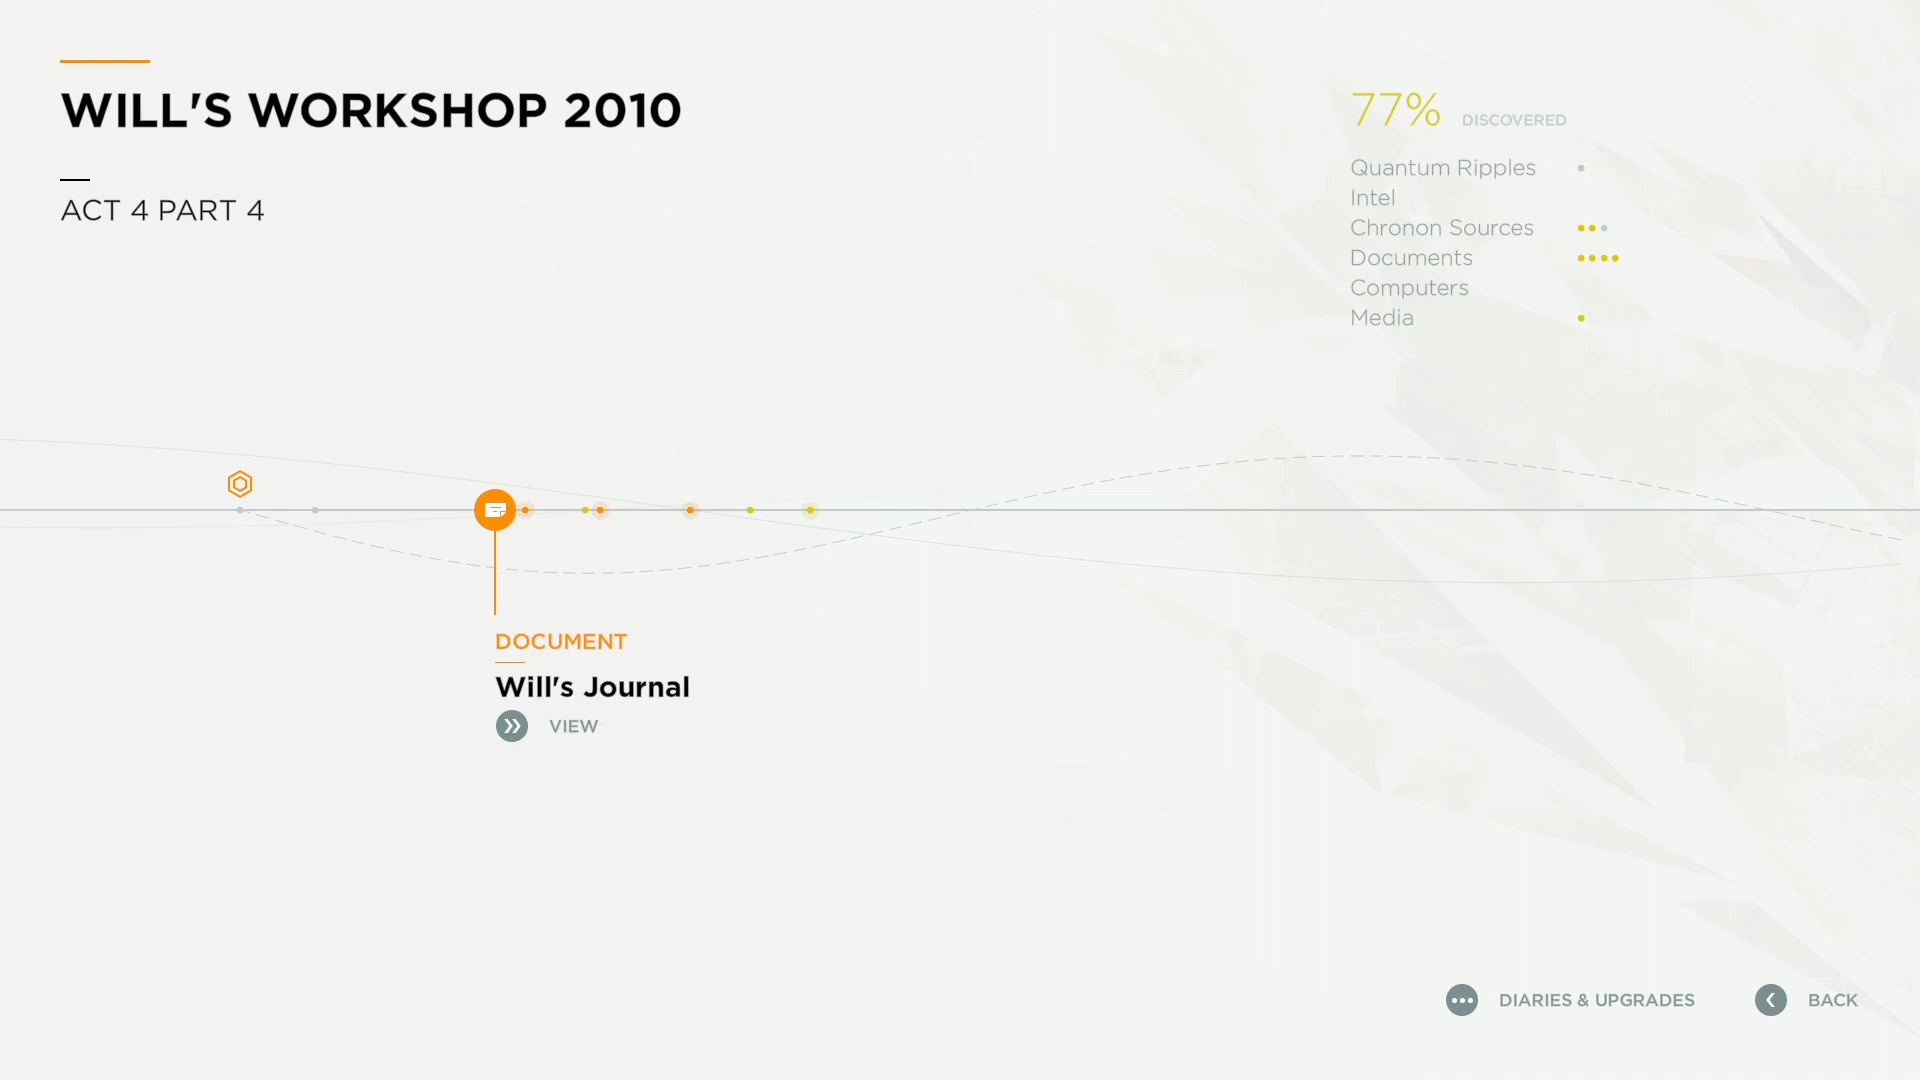 WILL'S WORKSHOP 2010
ACT 4 PART 4
77% DISCOVERED
Quantum Ripples
Intel
Chronon Sources
Documents
Computers
Media
DOCUMENT
Will's Journal
VIEW
DIARIES & UPGRADES
BACK